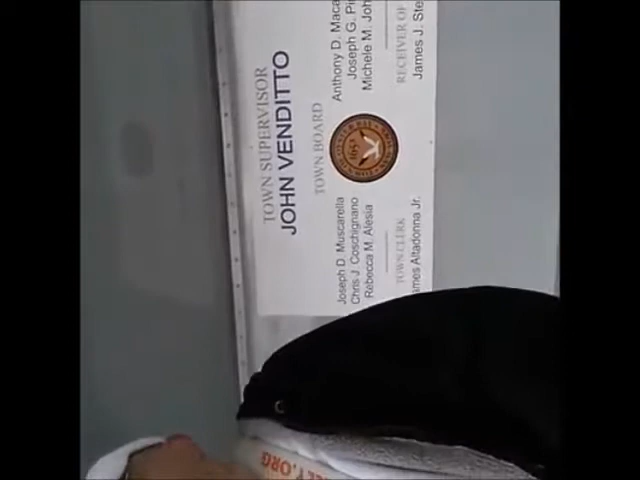 TOWN SUPERVISOR
JOHN VENDITTO
TOWN BOARD
Joseph D. Muscarella
Chris J. Coschignano
Rebecca M. Alesia
Anthony D.
Joseph G.
Michele M.
TOWN CLERK
James Altadonna Jr.
RECEIVER OF
James J.
.ORG